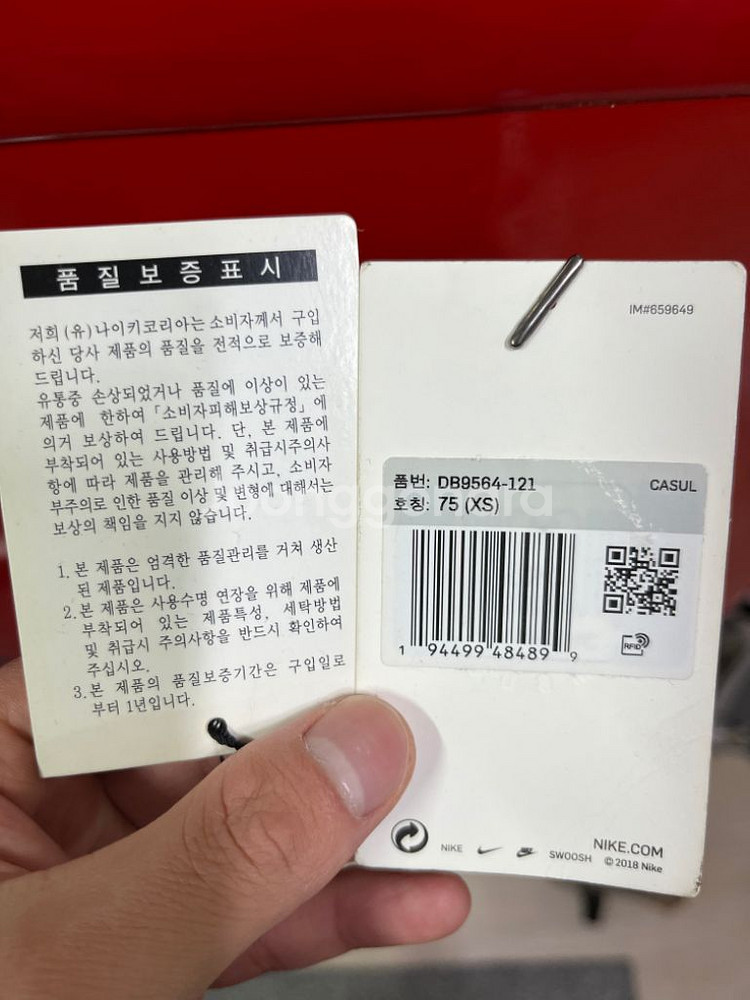 품질보증표시
저희 (유)나이키코리아는 소비자께서 구입
하신 당사 제품의 품질을 전적으로 보증해
드립니다.
유통중 손상되었거나 품질에 이상이 있는
제품에 한하여 「소비자피해보상규정」에
의거 보상하여 드립니다. 단, 본 제품에
부착되어 있는 사용방법 및 취급시주의사
항에 따라 제품을 관리해 주시고, 소비자
부주의로 인한 품질 이상 및 변형에 대해서는
보상의 책임을 지지 않습니다.
1. 본 제품은 엄격한 품질관리를 거쳐 생산
된 제품입니다.
2. 본 제품은 사용수명 연장을 위해 제품에
부착되어 있는 제품특성, 세탁방법
및 취급시 주의사항을 반드시 확인하여
주십시오.
3. 본 제품의 품질보증기간은 구입일로
부터 1년입니다.
IM#659649
품번: DB9564-121
CASUL
호칭: 75 (XS)
1 94499 48489 9
RFID
NIKE
SWOOSH
NIKE.COM
©2018 Nike